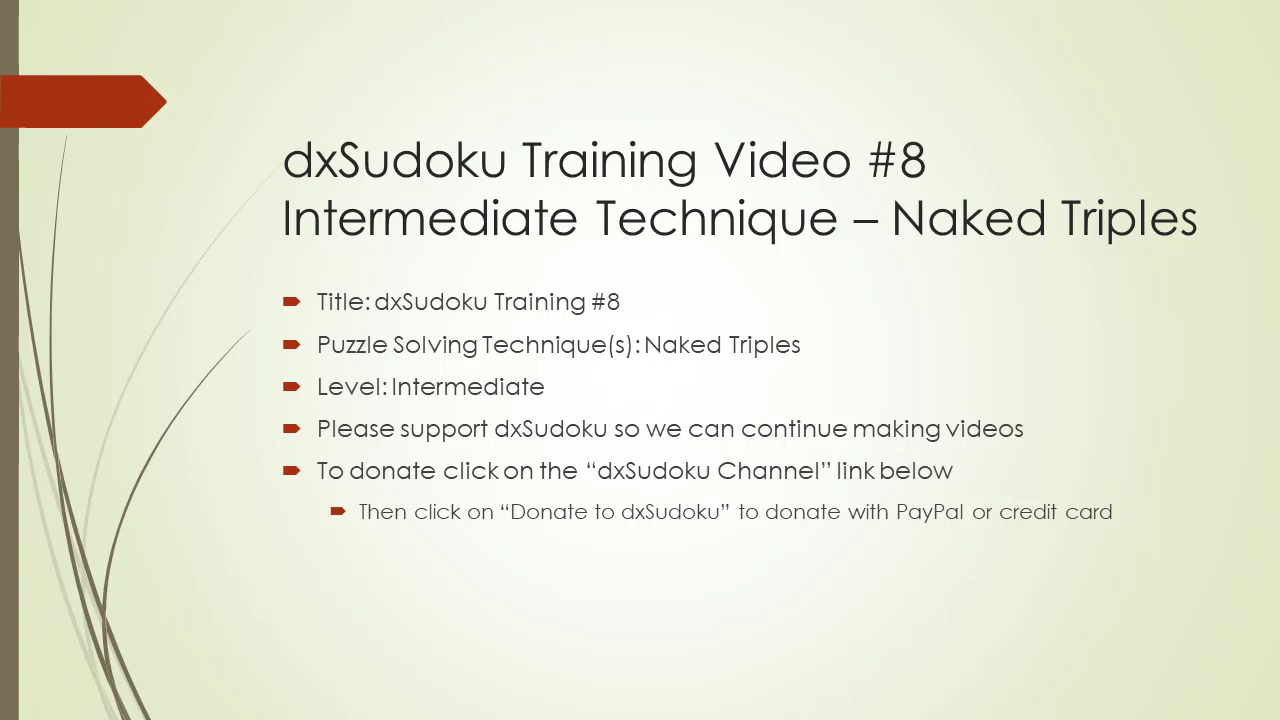 dxSudoku Training Video #8
Intermediate Technique – Naked Triples
Title: dxSudoku Training #8
Puzzle Solving Technique(s): Naked Triples
Level: Intermediate
Please support dxSudoku so we can continue making videos
To donate click on the “dxSudoku Channel” link below
Then click on “Donate to dxSudoku” to donate with PayPal or credit card